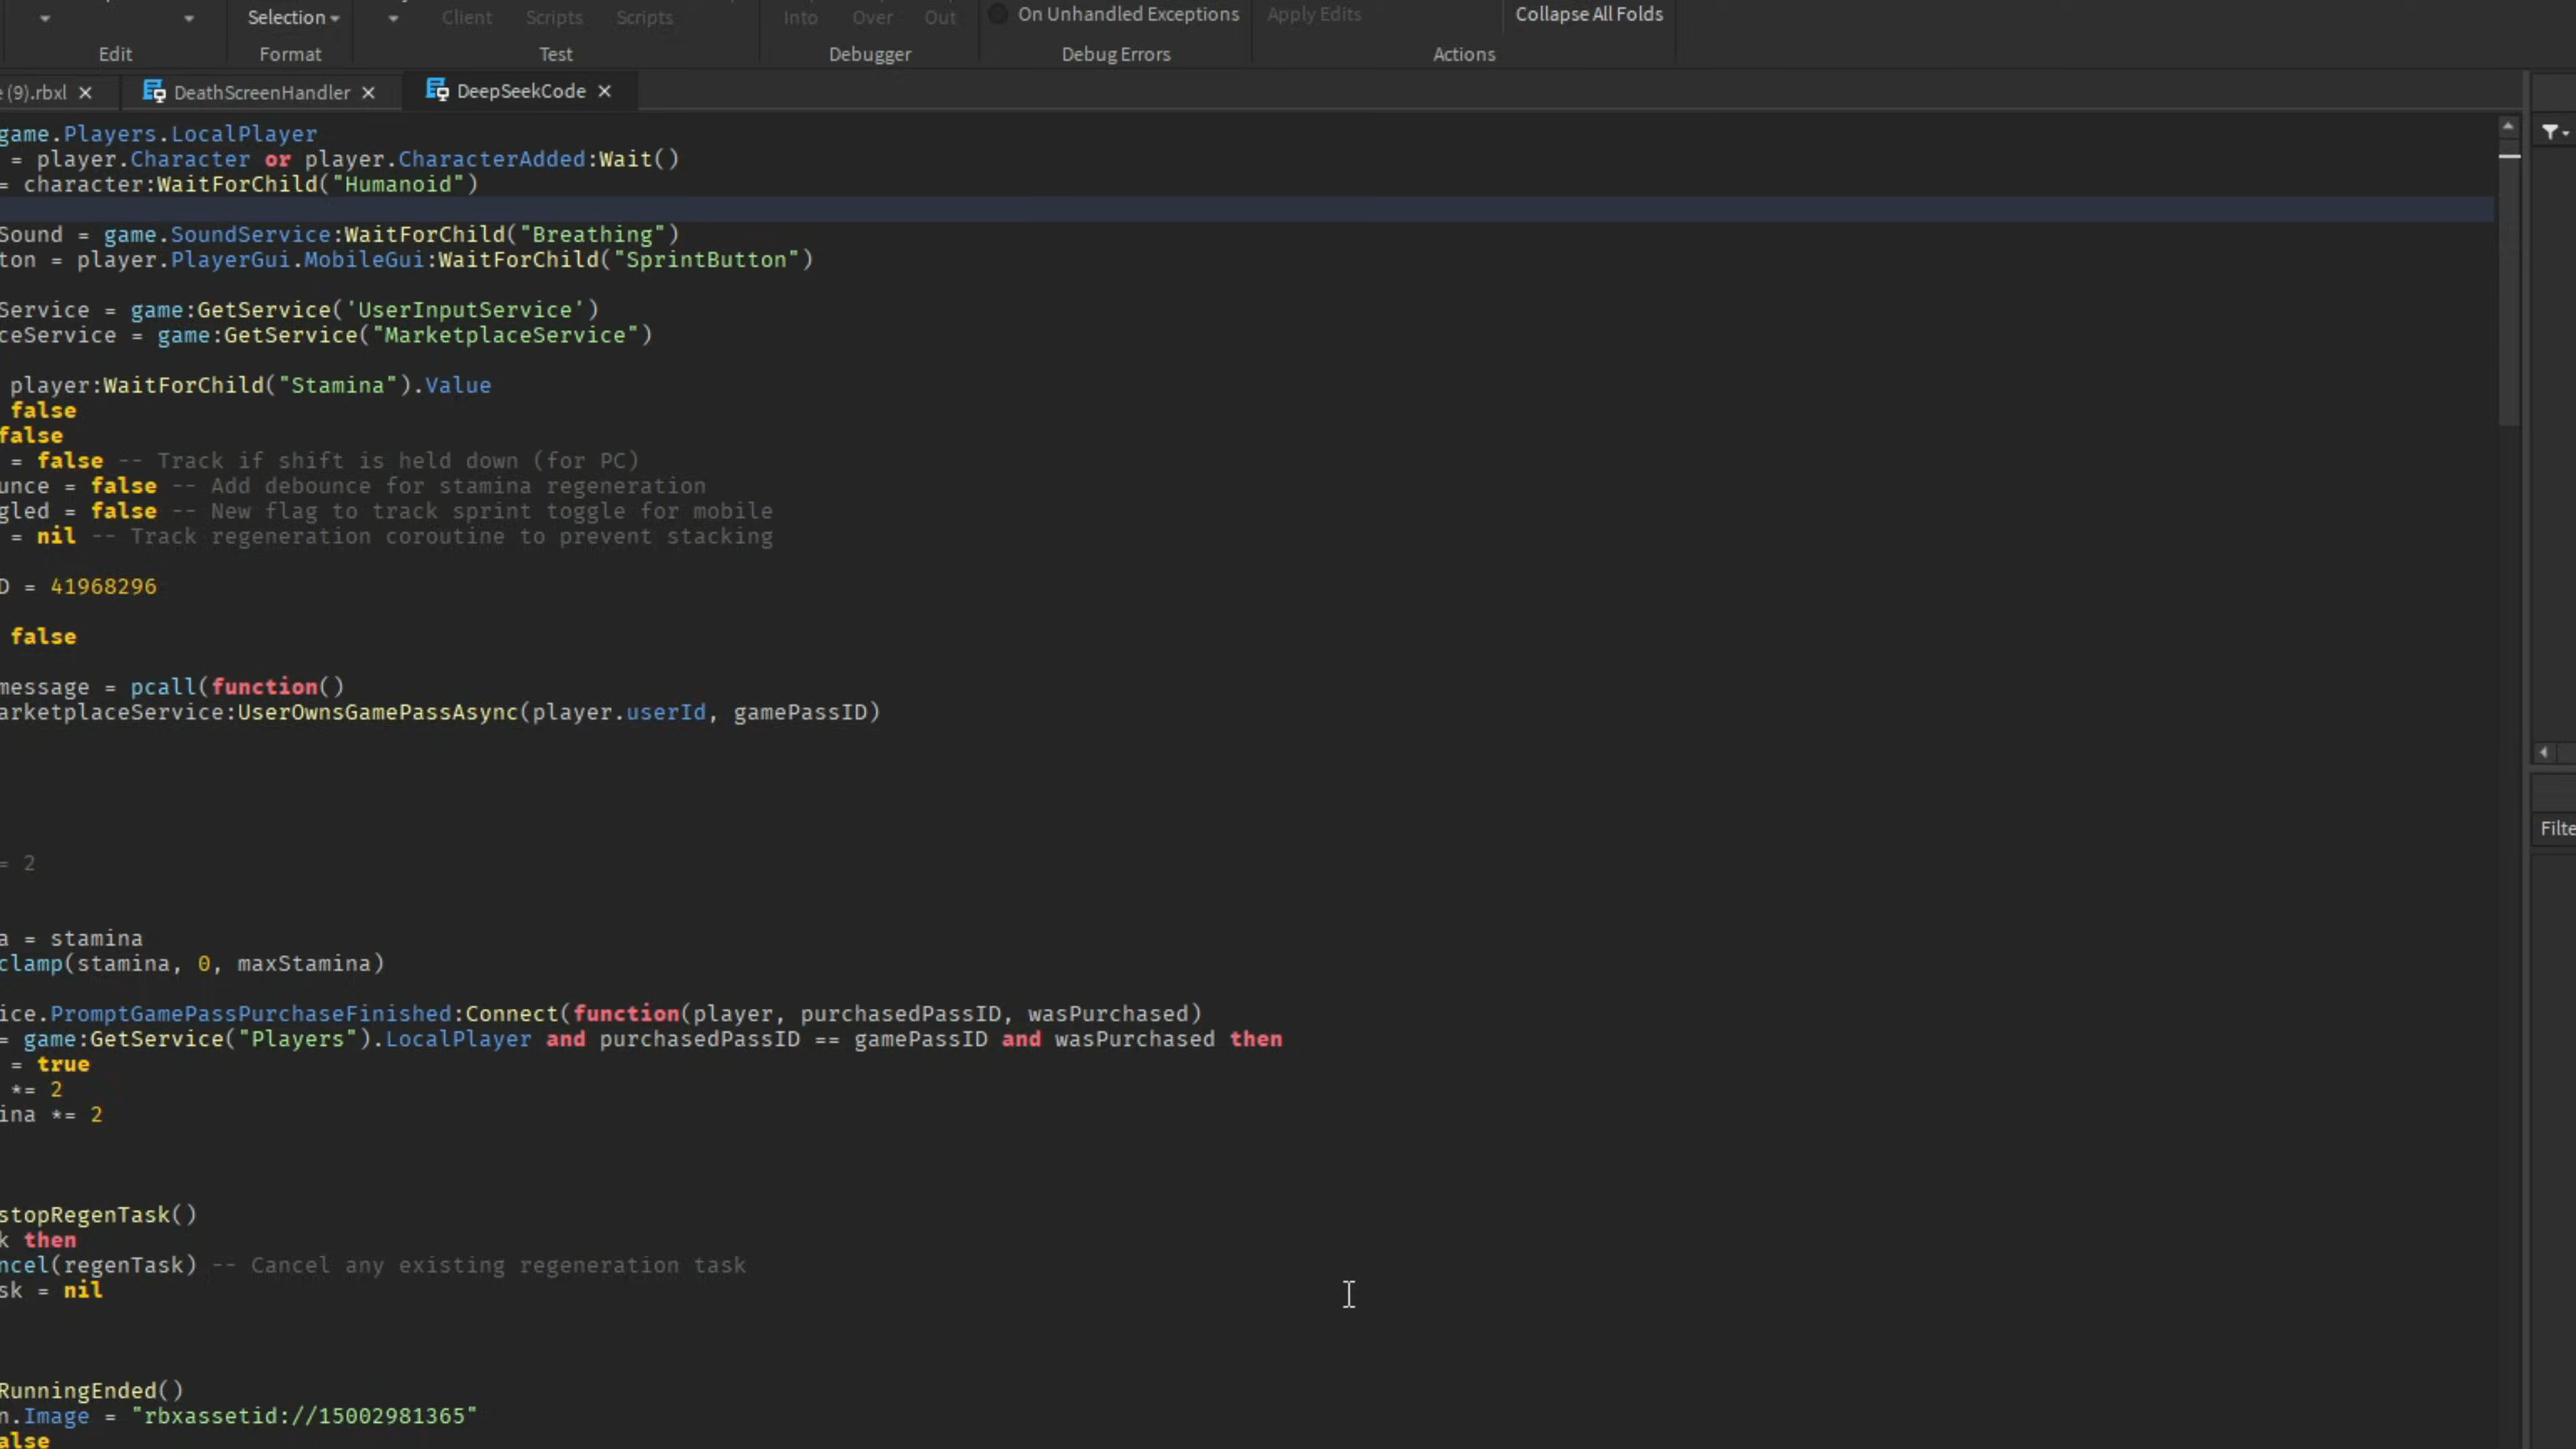 Selection Client Scripts Scripts Into Over Out On Unhandled Exceptions Apply Edits Collapse All Folds
Edit Format Test Debugger Debug Errors Actions
(9).rbxl DeathScreenHandler DeepSeekCode
game.Players.LocalPlayer
= player.Character or player.CharacterAdded:Wait()
= character:WaitForChild("Humanoid")
Sound = game.SoundService:WaitForChild("Breathing")
ton = player.PlayerGui.MobileGui:WaitForChild("SprintButton")
Service = game:GetService('UserInputService')
ceService = game:GetService("MarketplaceService")
player:WaitForChild("Stamina").Value
false
false
= false -- Track if shift is held down (for PC)
unce = false -- Add debounce for stamina regeneration
gled = false -- New flag to track sprint toggle for mobile
= nil -- Track regeneration coroutine to prevent stacking
D = 41968296
false
message = pcall(function()
arketplaceService:UserOwnsGamePassAsync(player.userId, gamePassID)
= 2
a = stamina
clamp(stamina, 0, maxStamina)
ice.PromptGamePassPurchaseFinished:Connect(function(player, purchasedPassID, wasPurchased)
= game:GetService("Players").LocalPlayer and purchasedPassID == gamePassID and wasPurchased then
= true
*= 2
ina *= 2
stopRegenTask()
k then
ncel(regenTask) -- Cancel any existing regeneration task
sk = nil
RunningEnded()
n.Image = "rbxassetid://15002981365"
alse
Filte